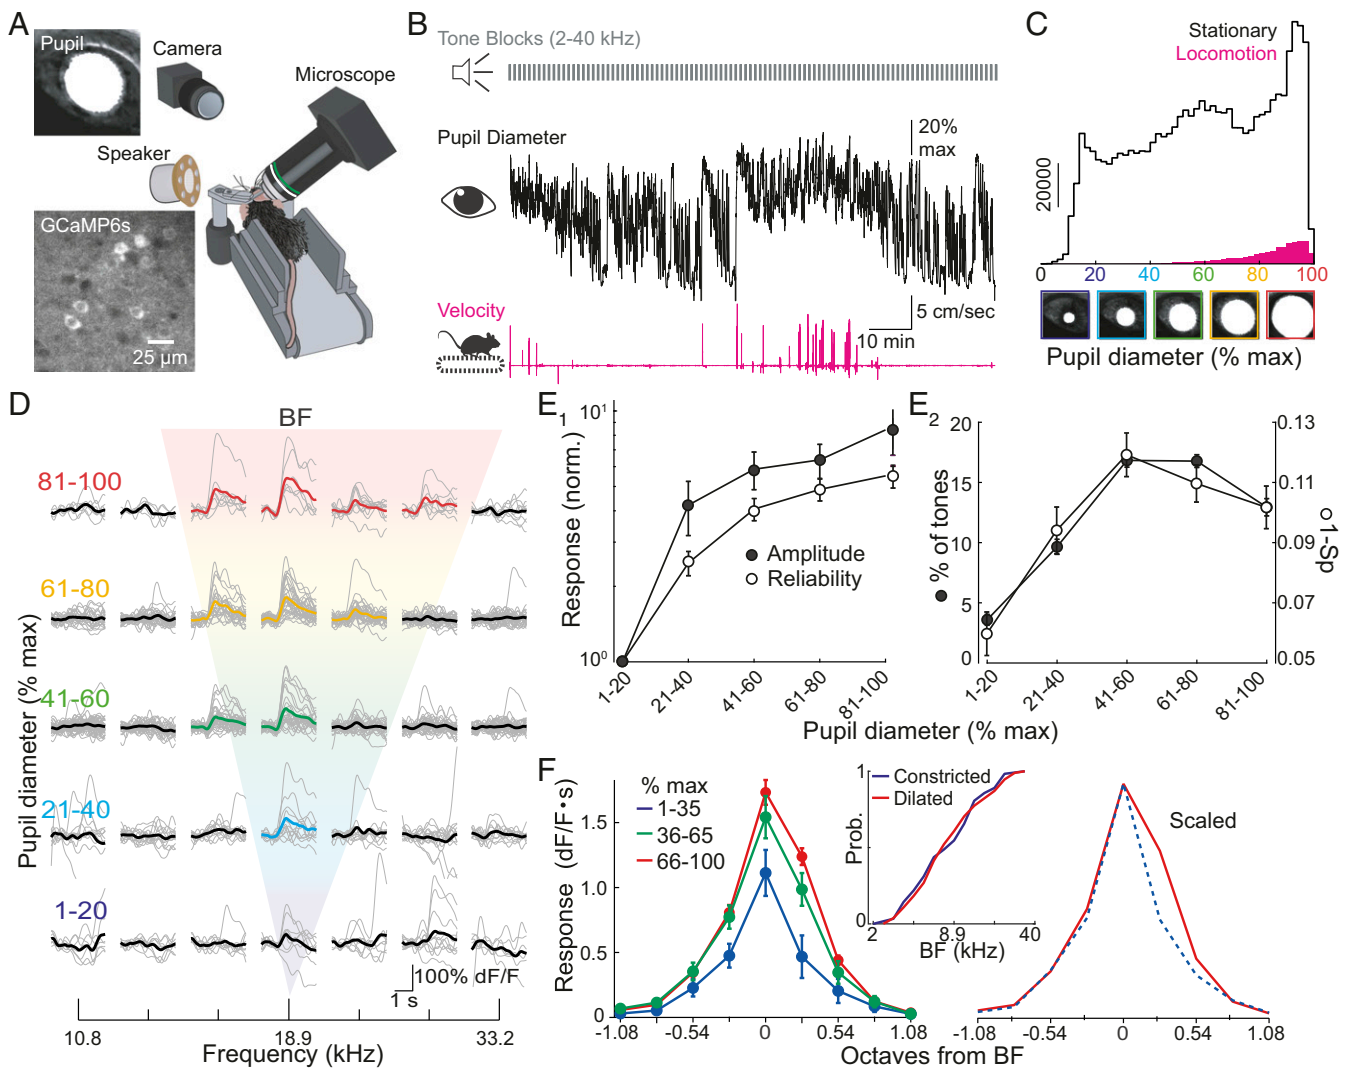 A
Pupil
Camera
Microscope
Speaker
GCaMP6s
25 µm
B
Tone Blocks (2-40 kHz)
Pupil Diameter
20%
max
Velocity
5 cm/sec
10 min
C
Stationary
Locomotion
20000
0 20 40 60 80 100
Pupil diameter (% max)
D
BF
81-100
61-80
41-60
21-40
1-20
Pupil diameter (% max)
100% dF/F
1 s
10.8 18.9 33.2
Frequency (kHz)
E1
10¹
10⁰
Response (norm.)
Amplitude
Reliability
1-20 21-40 41-60 61-80 81-100
E2
20
15
10
5
0
% of tones
0.13
0.11
0.09
0.07
0.05
1-Sp
1-20 21-40 41-60 61-80 81-100
Pupil diameter (% max)
F
Response (dF/F•s)
1.5
1.0
0.5
0
% max
1-35
36-65
66-100
-1.08 -0.54 0 0.54 1.08
1
0
Prob.
Constricted
Dilated
2 8.9 40
BF (kHz)
Scaled
-1.08 -0.54 0 0.54 1.08
Octaves from BF